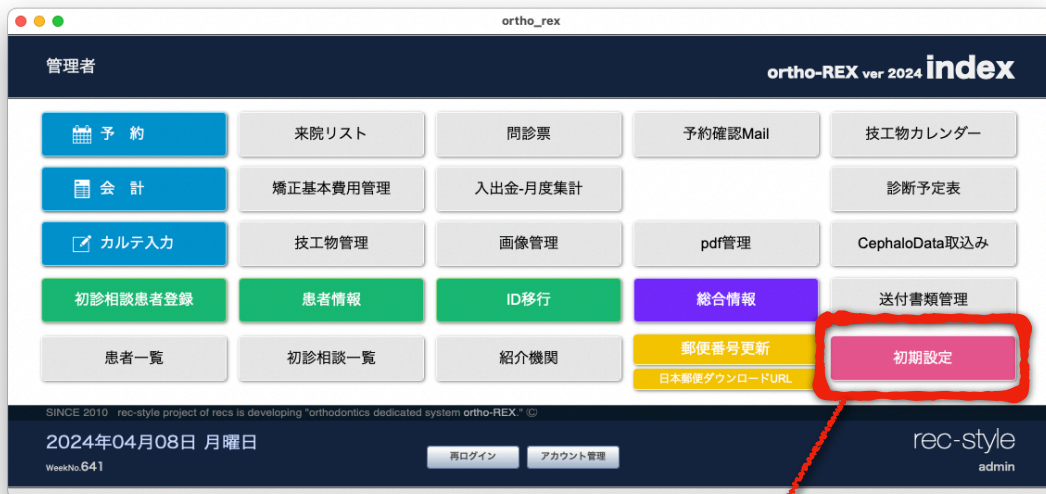 ortho_rex
管理者
ortho-REX ver 2024 index
予 約
来院リスト
問診票
予約確認Mail
技工物カレンダー
会 計
矯正基本費用管理
入出金-月度集計
診断予定表
カルテ入力
技工物管理
画像管理
pdf管理
CephaloData取込み
初診相談患者登録
患者情報
ID移行
総合情報
送付書類管理
患者一覧
初診相談一覧
紹介機関
郵便番号更新
日本郵便ダウンロードURL
初期設定
SINCE 2010 rec-style project of recs is developing "orthodontics dedicated system ortho-REX." ©
2024年04月08日 月曜日
WeekNo.641
再ログイン
アカウント管理
rec-style
admin